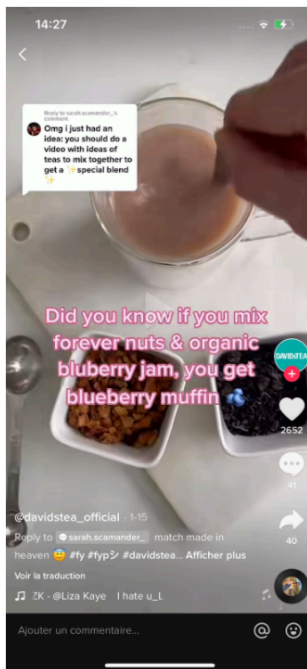 14:27
Reply to sarah.scamander_'s
comment
Omg i just had an
idea: you should do a
video with ideas of
teas to mix together to
get a ✨special blend
✨
Did you know if you mix
forever nuts & organic
bluberry jam, you get
blueberry muffin 🫐
DAVIDsTEA
2652
41
40
@davidstea_official · 1-15
Reply to sarah.scamander_ match made in
heaven 😇 #fy #fypシ #davidstea... Afficher plus
Voir la traduction
ZK - @Liza Kaye I hate u_l.
Ajouter un commentaire...